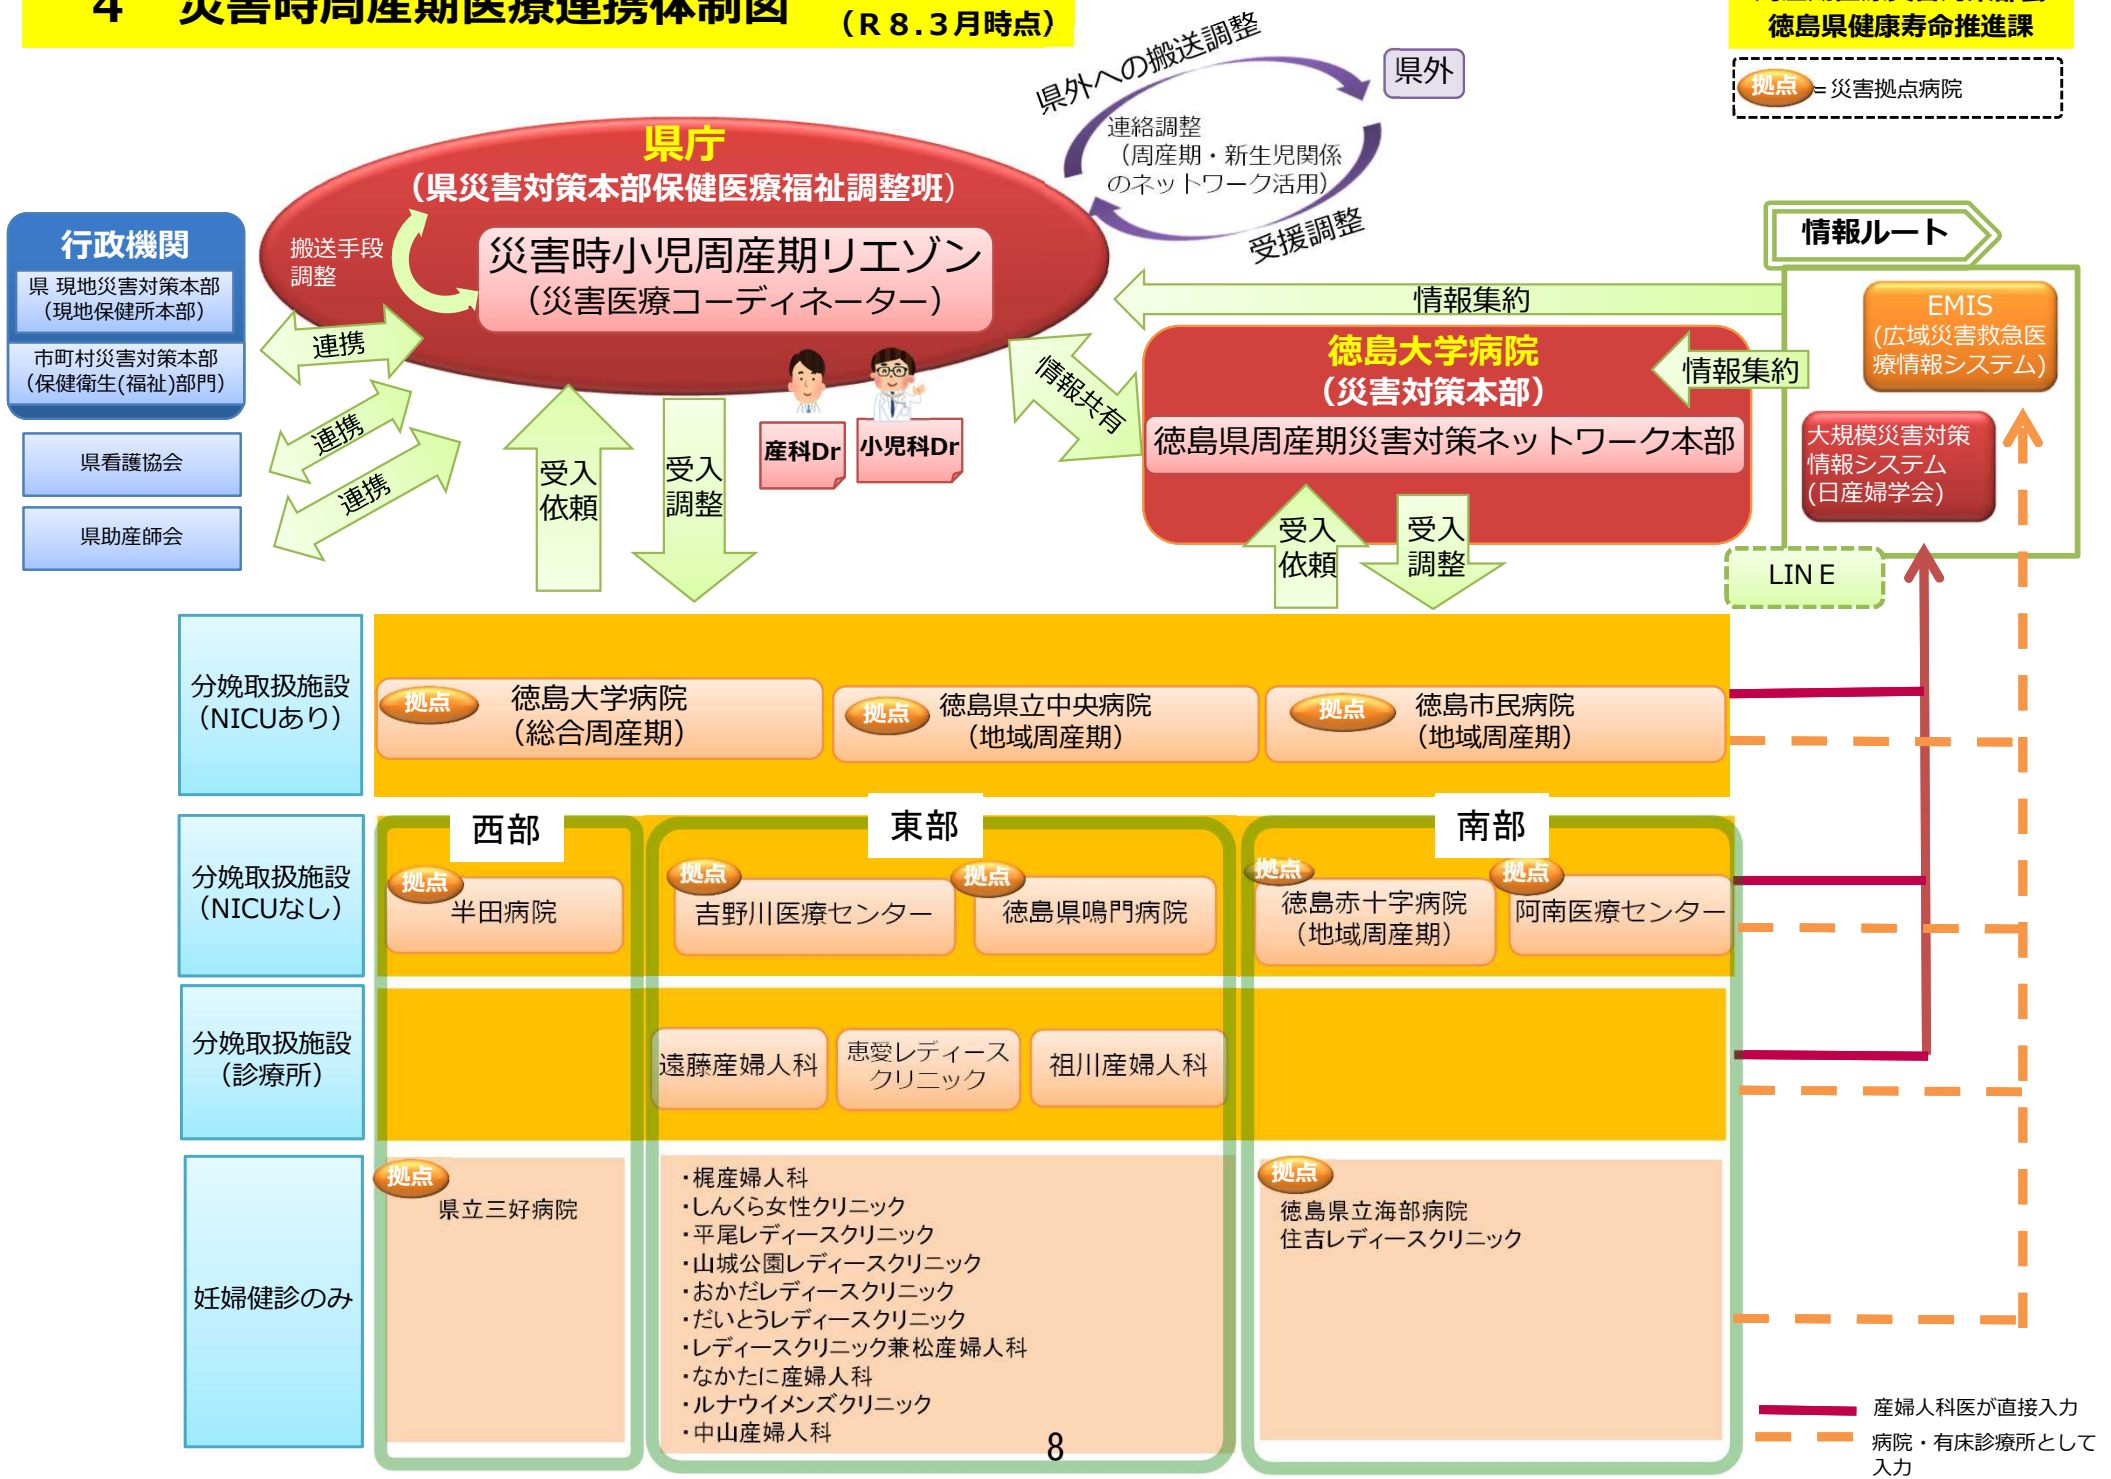 4 災害時周産期医療連携体制図
（R８.３月時点）
徳島県健康寿命推進課
拠点
＝災害拠点病院
県外への搬送調整
県外
連絡調整
（周産期・新生児関係
のネットワーク活用）
受援調整
県庁
（県災害対策本部保健医療福祉調整班）
搬送手段
調整
災害時小児周産期リエゾン
（災害医療コーディネーター）
行政機関
県 現地災害対策本部
（現地保健所本部）
市町村災害対策本部
（保健衛生(福祉)部門）
県看護協会
県助産師会
連携
連携
連携
受入
依頼
受入
調整
産科Dr
小児科Dr
情報共有
情報集約
徳島大学病院
（災害対策本部）
徳島県周産期災害対策ネットワーク本部
情報集約
受入
依頼
受入
調整
情報ルート
EMIS
(広域災害救急医
療情報システム)
大規模災害対策
情報システム
(日産婦学会)
LINE
分娩取扱施設
（NICUあり）
拠点
徳島大学病院
（総合周産期）
拠点
徳島県立中央病院
（地域周産期）
拠点
徳島市民病院
（地域周産期）
西部
東部
南部
分娩取扱施設
（NICUなし）
拠点
半田病院
拠点
吉野川医療センター
拠点
徳島県鳴門病院
拠点
徳島赤十字病院
（地域周産期）
拠点
阿南医療センター
分娩取扱施設
（診療所）
遠藤産婦人科
恵愛レディース
クリニック
祖川産婦人科
妊婦健診のみ
拠点
県立三好病院
・梶産婦人科
・しんくら女性クリニック
・平尾レディースクリニック
・山城公園レディースクリニック
・おかだレディースクリニック
・だいとうレディースクリニック
・レディースクリニック兼松産婦人科
・なかたに産婦人科
・ルナウイメンズクリニック
・中山産婦人科
拠点
徳島県立海部病院
住吉レディースクリニック
産婦人科医が直接入力
病院・有床診療所として
入力
8